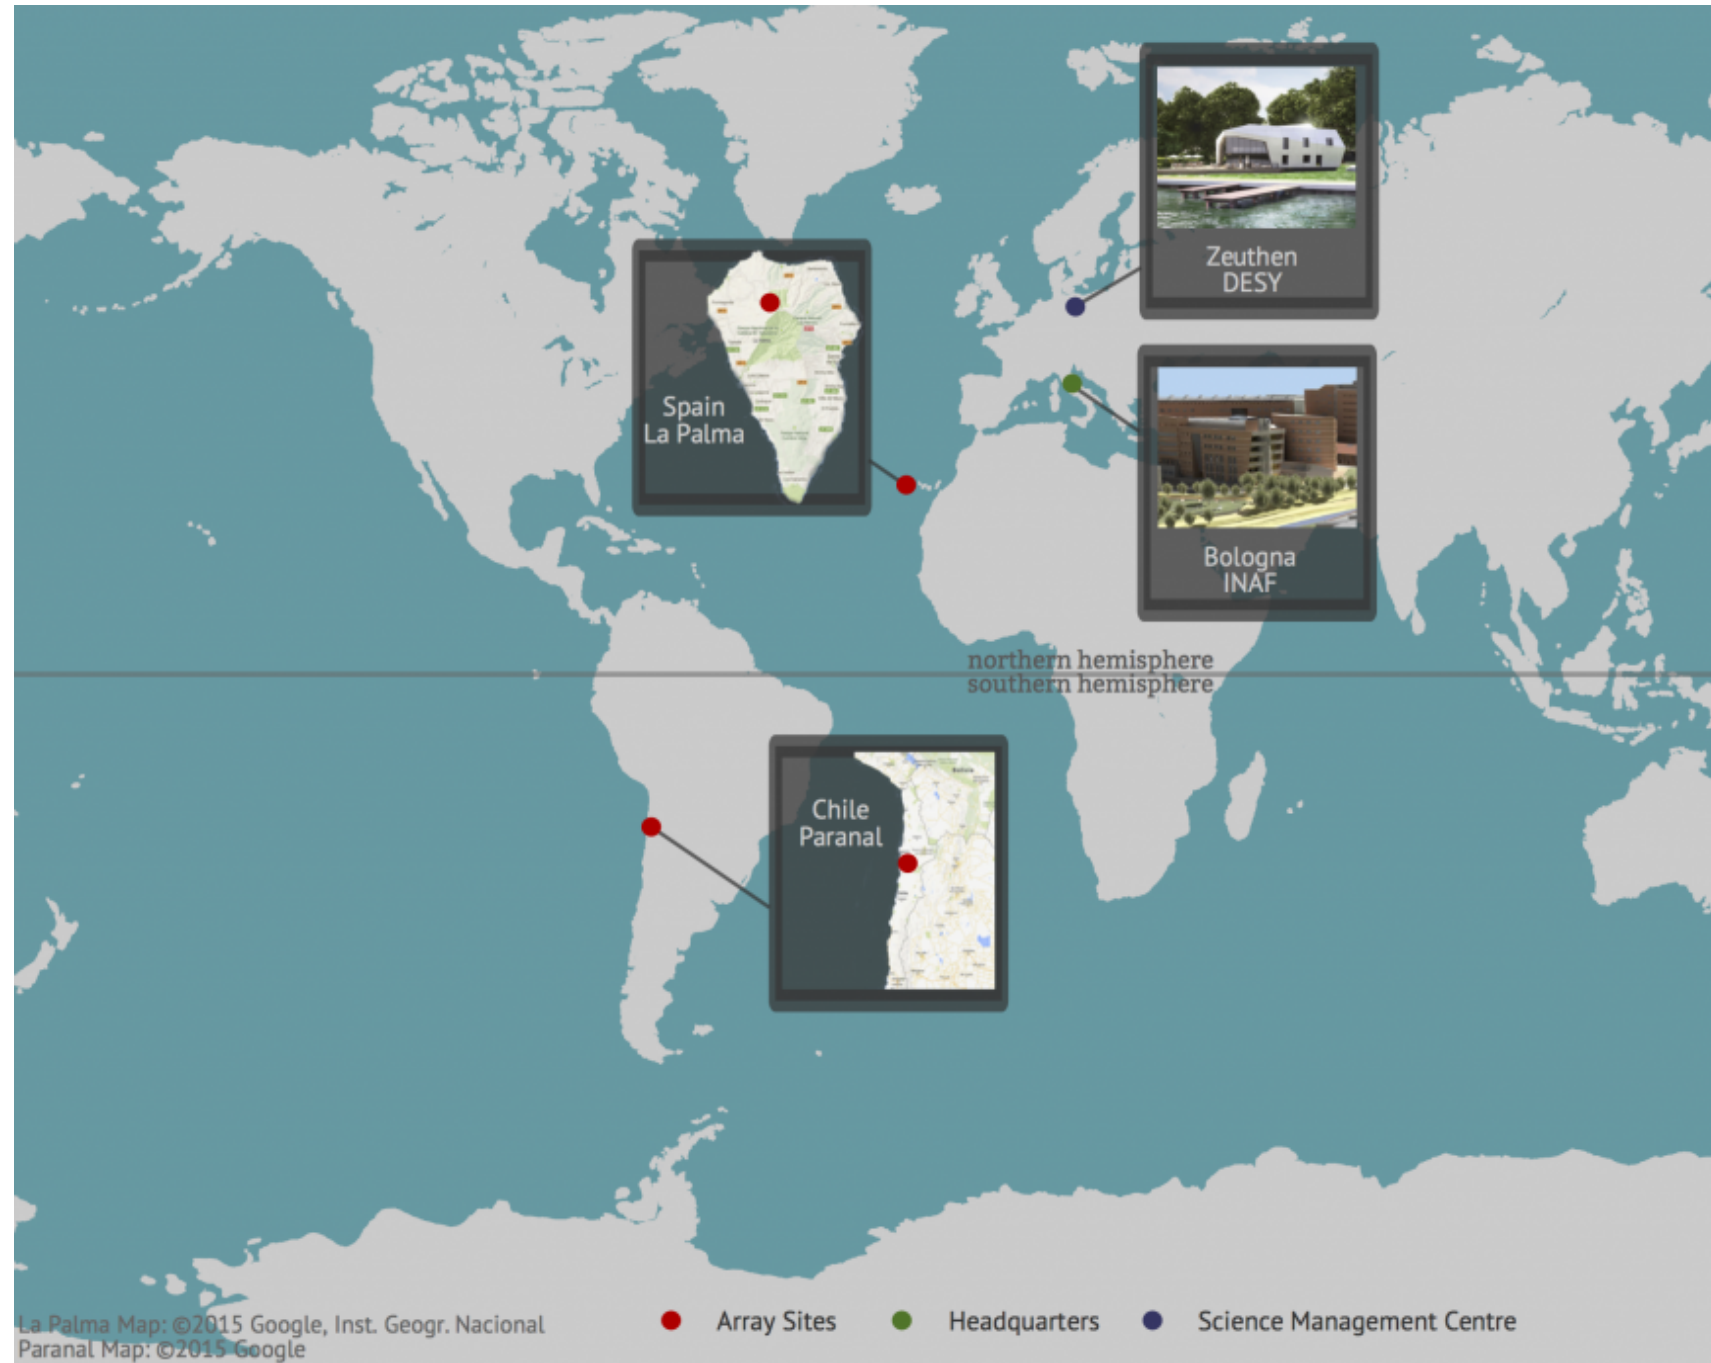 Zeuthen
DESY
Spain
La Palma
Bologna
INAF
northern hemisphere
southern hemisphere
Chile
Paranal
La Palma Map: ©2015 Google, Inst. Geogr. Nacional
Paranal Map: ©2015 Google
Array Sites
Headquarters
Science Management Centre